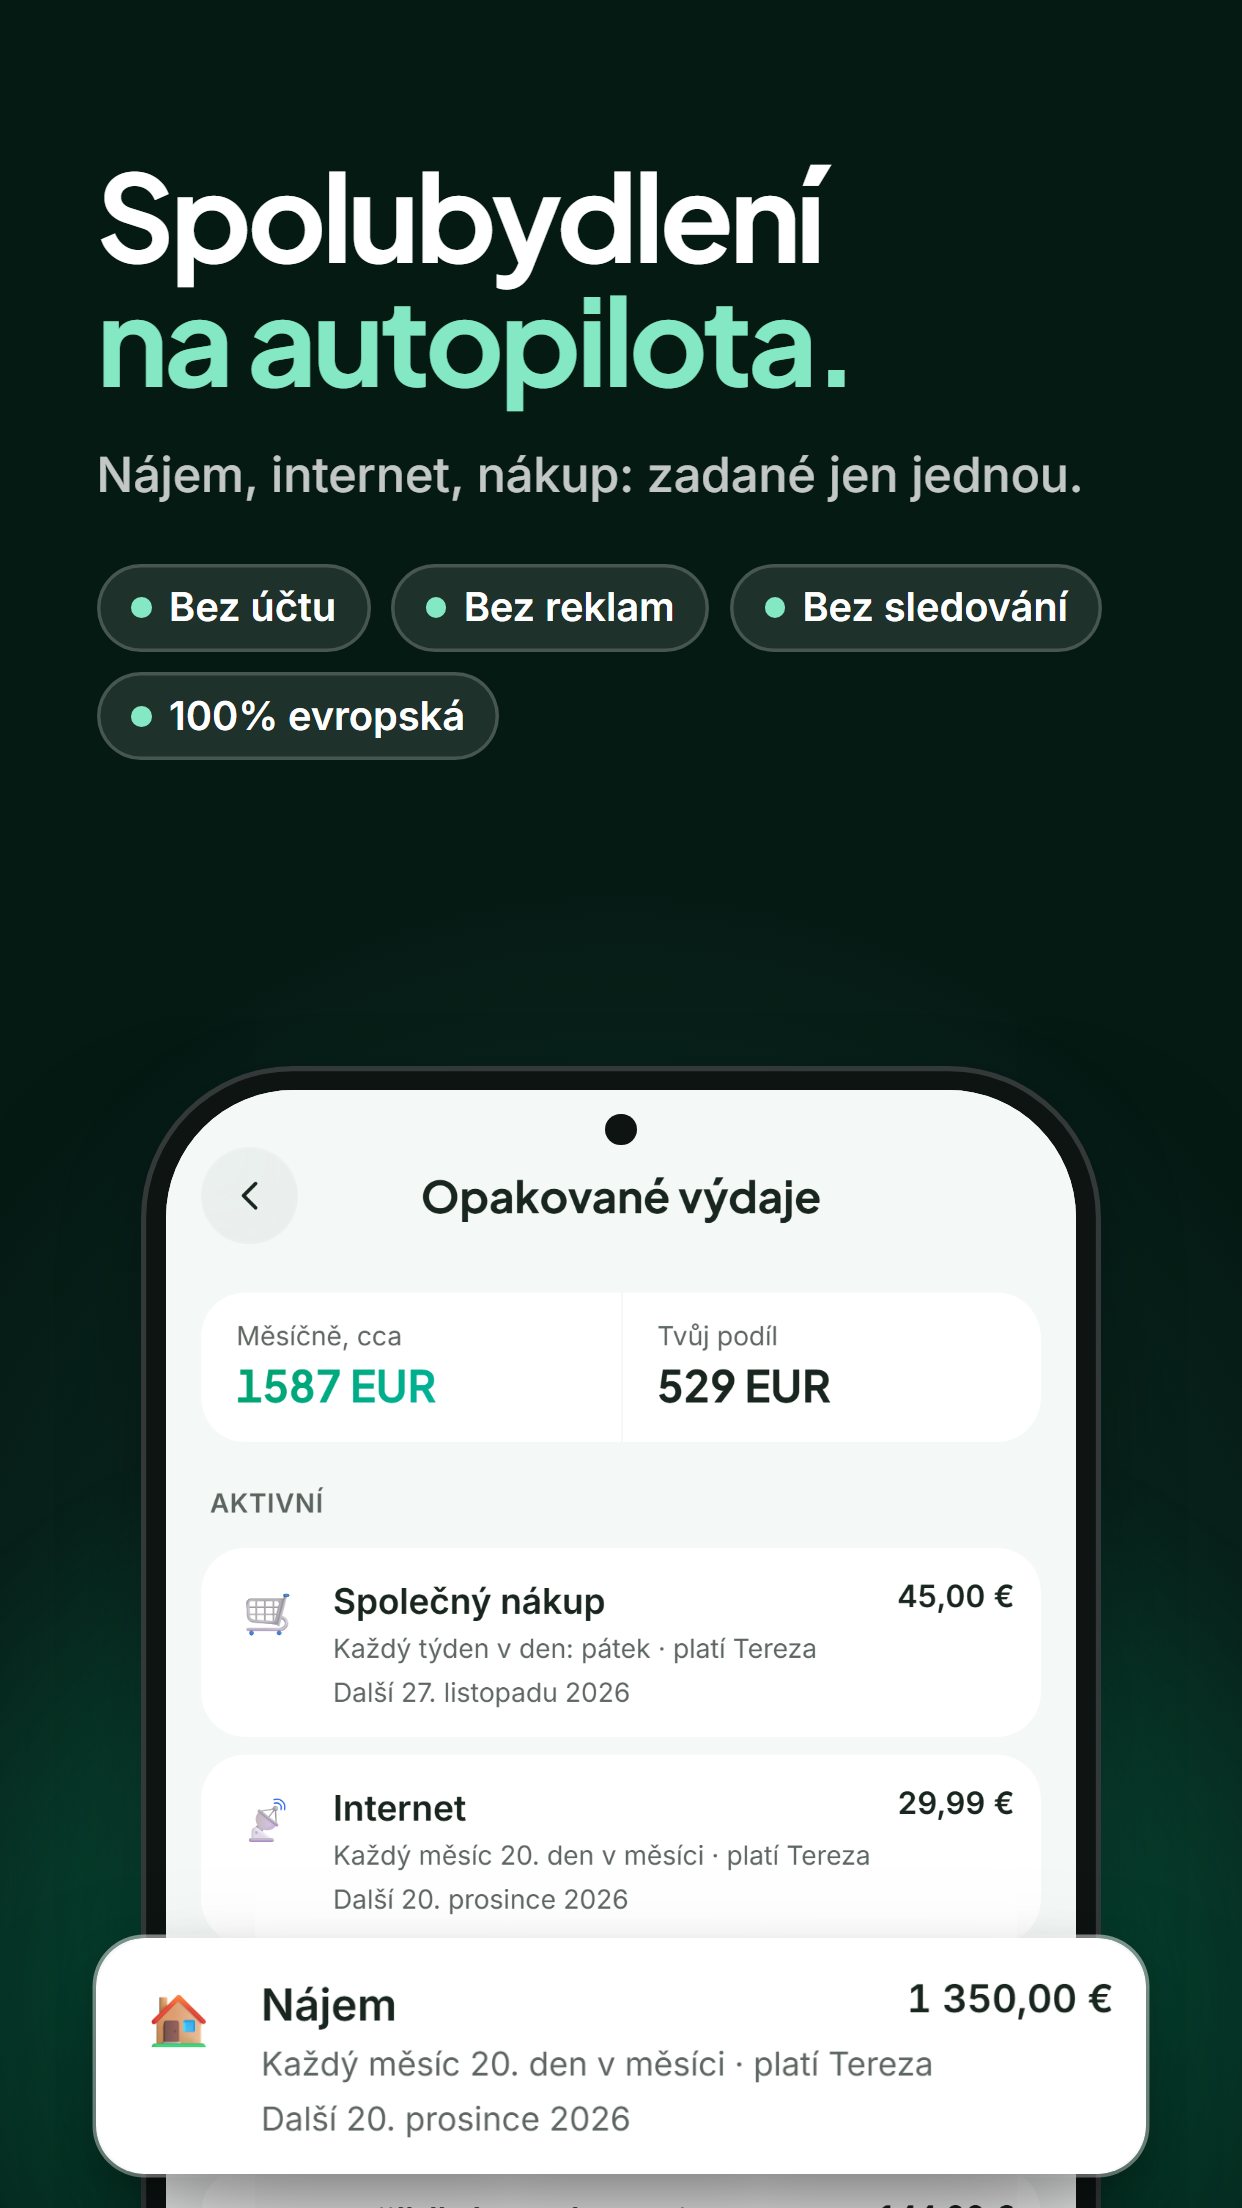 Spolubydlení
na autopilota.
Nájem, internet, nákup: zadané jen jednou.
Bez účtu
Bez reklam
Bez sledování
100% evropská
Opakované výdaje
Měsíčně, cca
1587 EUR
Tvůj podíl
529 EUR
AKTIVNÍ
Společný nákup
45,00 €
Každý týden v den: pátek · platí Tereza
Další 27. listopadu 2026
Internet
29,99 €
Každý měsíc 20. den v měsíci · platí Tereza
Další 20. prosince 2026
Nájem
1 350,00 €
Každý měsíc 20. den v měsíci · platí Tereza
Další 20. prosince 2026